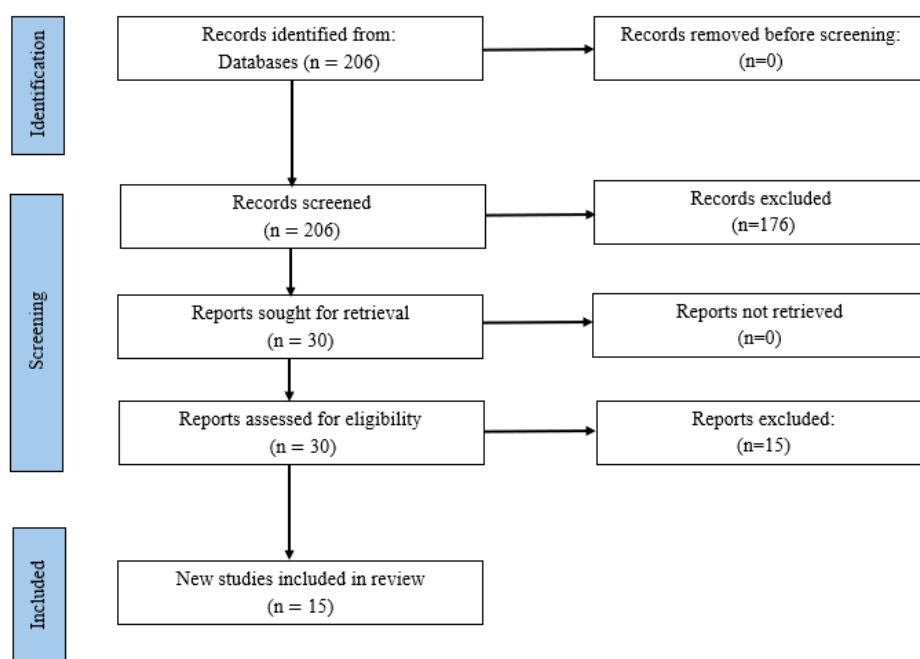 Identification
Records identified from:
Databases (n = 206)
Records removed before screening:
(n=0)
Screening
Records screened
(n = 206)
Records excluded
(n=176)
Reports sought for retrieval
(n = 30)
Reports not retrieved
(n=0)
Reports assessed for eligibility
(n = 30)
Reports excluded:
(n=15)
Included
New studies included in review
(n = 15)